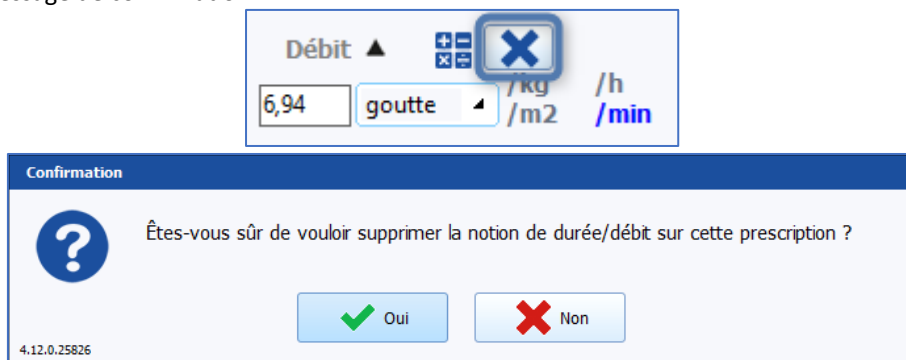 Débit ▲
/kg /h
6,94 goutte /m2 /min
Confirmation
Êtes-vous sûr de vouloir supprimer la notion de durée/débit sur cette prescription ?
Oui Non
4.12.0.25826